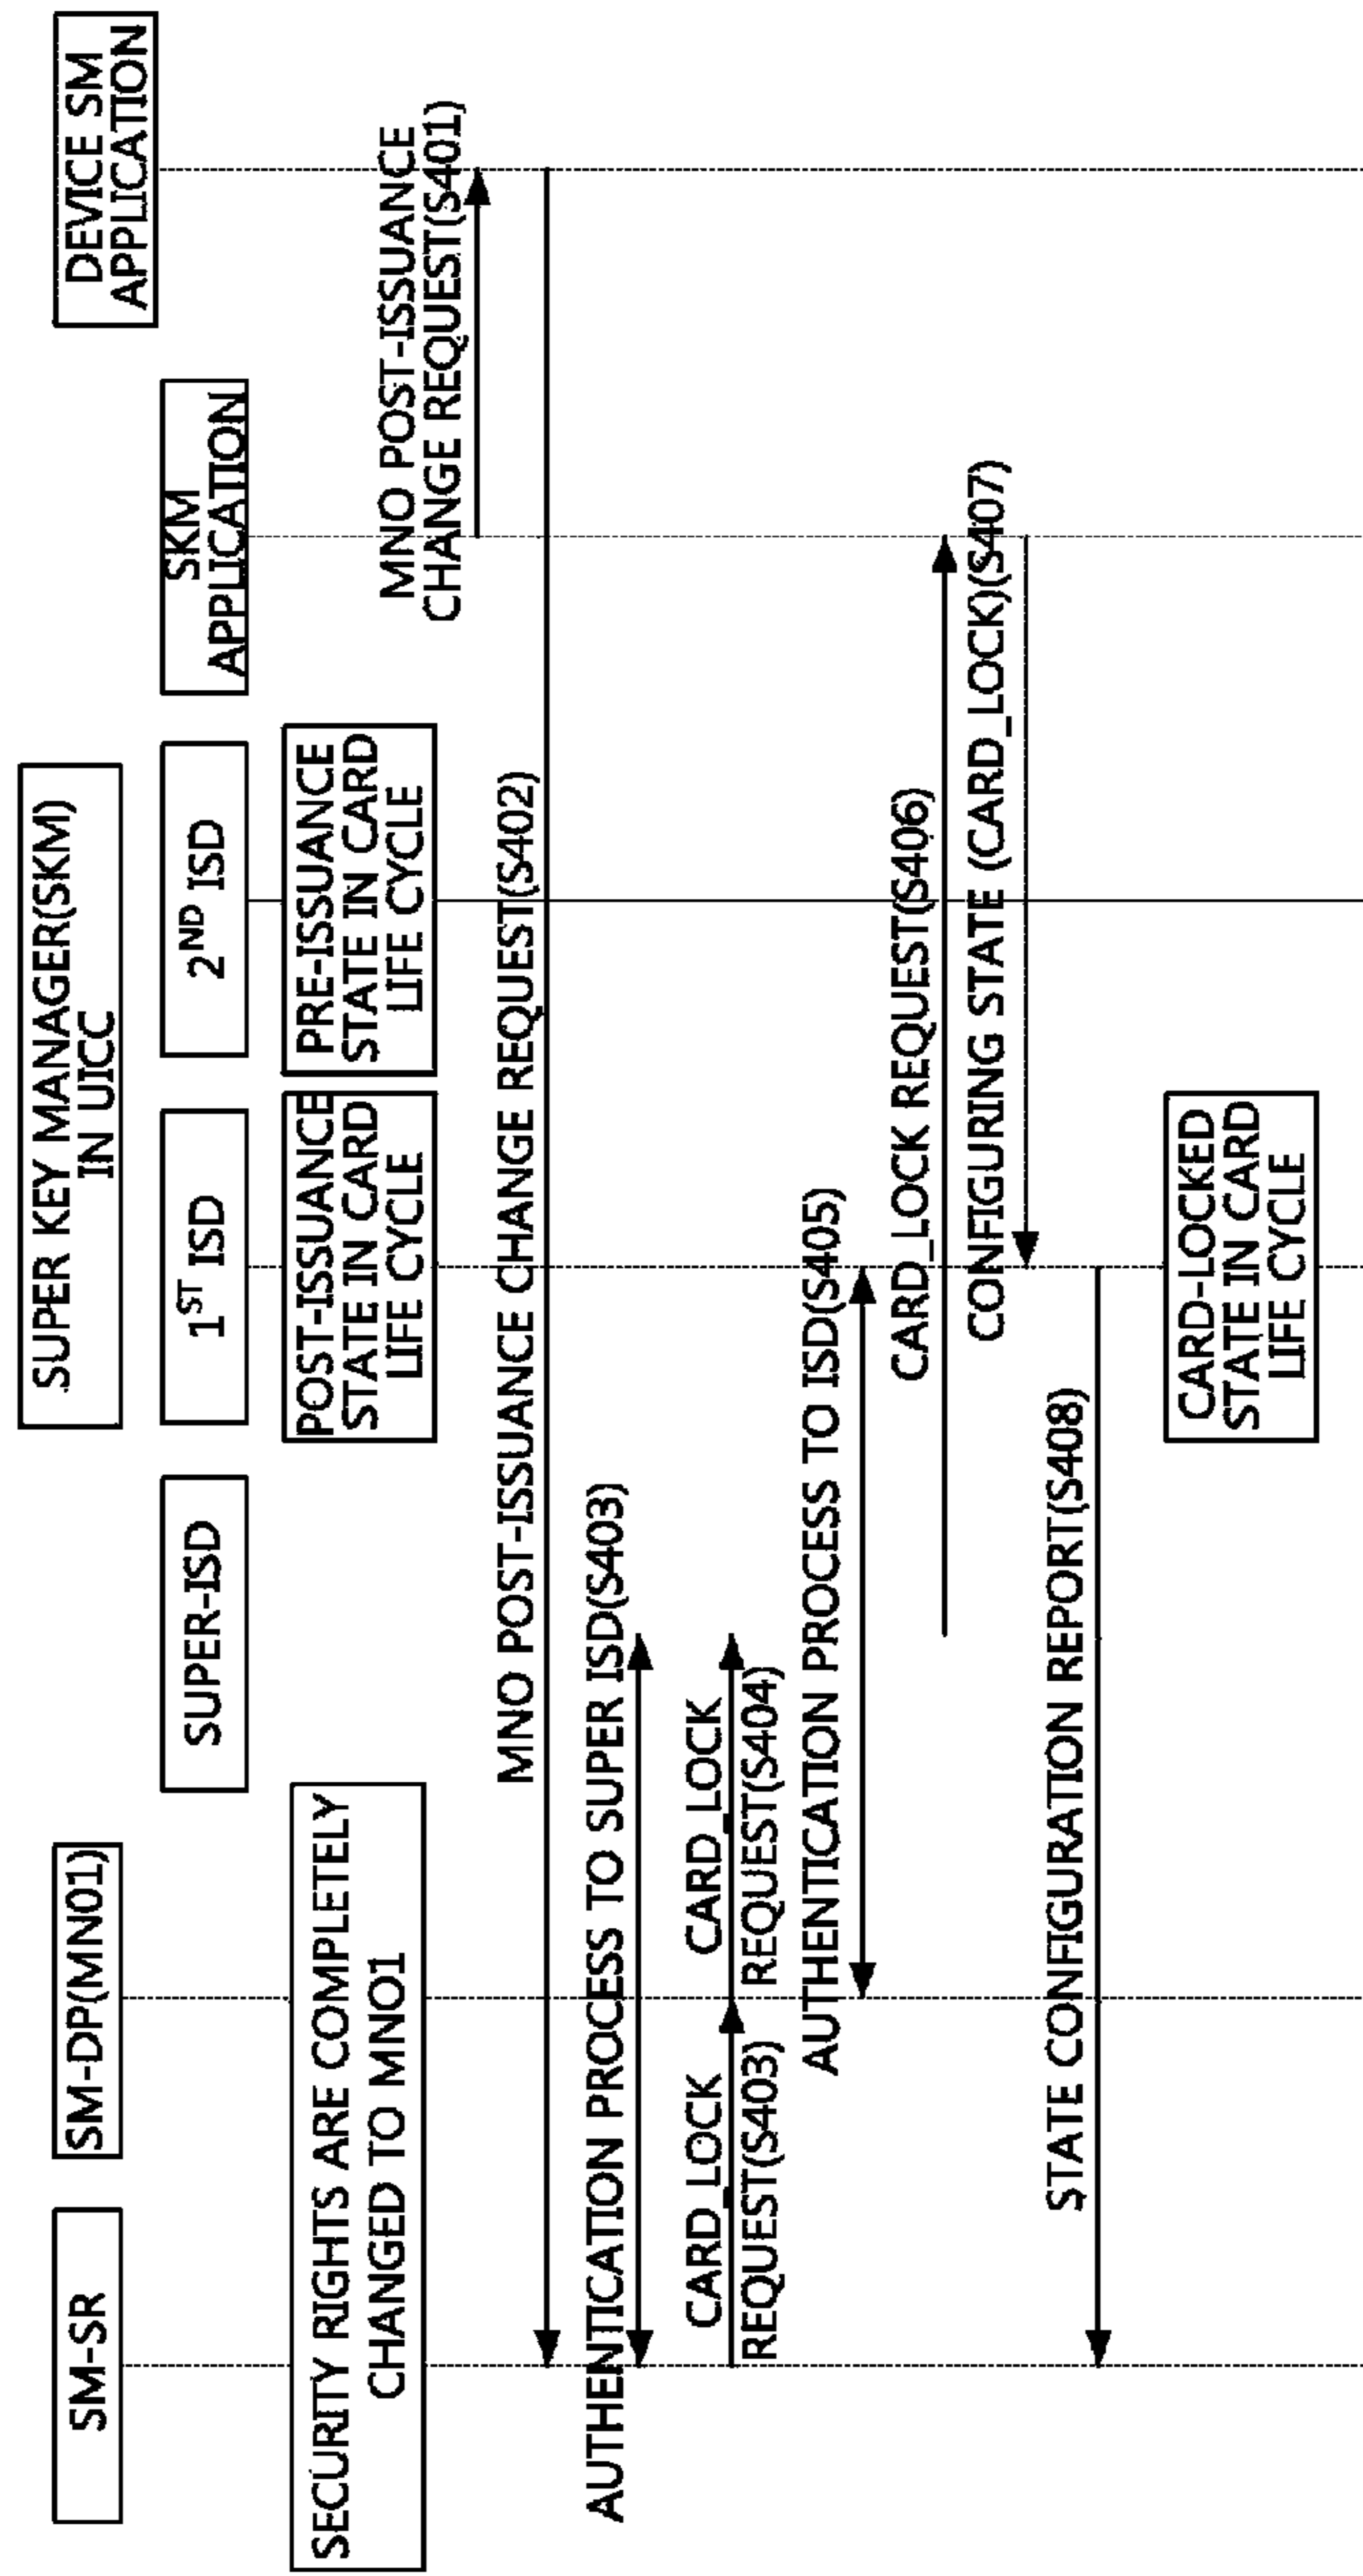 SUPER KEY MANAGER(SKM)
IN UICC
SM-SR
SM-DP(MN01)
DEVICE SM
APPLICATION
SUPER-ISD
1ST ISD
2ND ISD
SKM
APPLICATION
SECURITY RIGHTS ARE COMPLETELY
CHANGED TO MNO1
POST-ISSUANCE
STATE IN CARD
LIFE CYCLE
PRE-ISSUANCE
STATE IN CARD
LIFE CYCLE
MNO POST-ISSUANCE
CHANGE REQUEST(S401)
MNO POST-ISSUANCE CHANGE REQUEST(S402)
AUTHENTICATION PROCESS TO SUPER ISD(S403)
CARD_LOCK
REQUEST(S403)
CARD_LOCK
REQUEST(S404)
AUTHENTICATION PROCESS TO ISD(S405)
CARD_LOCK REQUEST(S406)
CONFIGURING STATE (CARD_LOCK)(S407)
STATE CONFIGURATION REPORT(S408)
CARD-LOCKED
STATE IN CARD
LIFE CYCLE